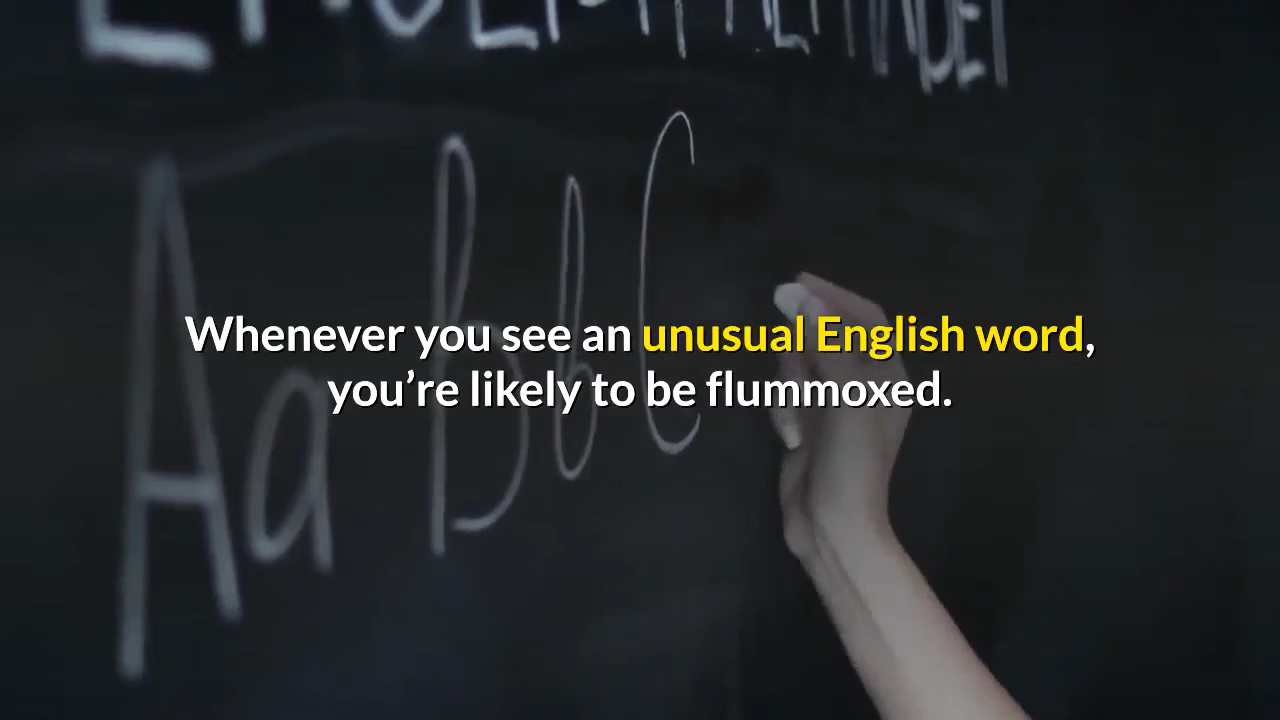 Whenever you see an unusual English word,
you’re likely to be flummoxed.
Aa Bb C